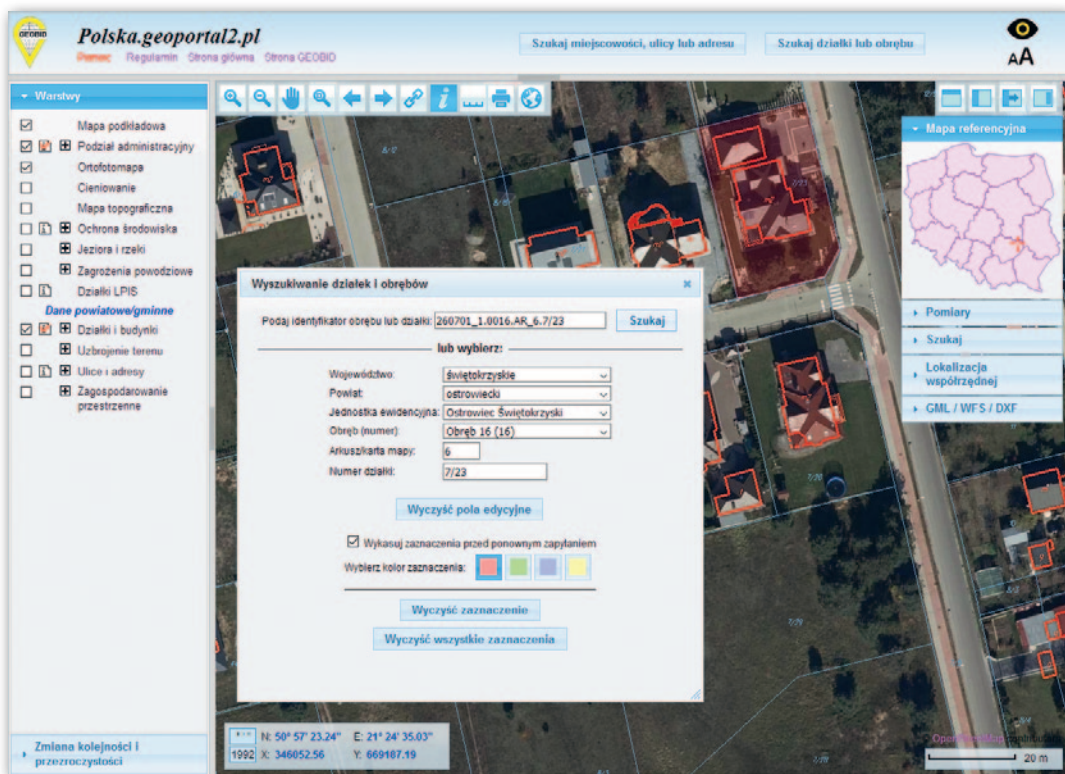 GEOBID
Polska.geoportal2.pl
Pomoc Regulamin Strona główna Strona GEOBID
Szukaj miejscowości, ulicy lub adresu
Szukaj działki lub obrębu
AA
Warstwy
Mapa podkładowa
Podział administracyjny
Ortofotomapa
Cieniowanie
Mapa topograficzna
Ochrona środowiska
Jeziora i rzeki
Zagrożenia powodziowe
Działki LPIS
Dane powiatowe/gminne
Działki i budynki
Uzbrojenie terenu
Ulice i adresy
Zagospodarowanie
przestrzenne
Zmiana kolejności i
przezroczystości
Mapa referencyjna
Pomiary
Szukaj
Lokalizacja
współrzędnej
GML / WFS / DXF
Wyszukiwanie działek i obrębów
Podaj identyfikator obrębu lub działki: 260701_1.0016.AR_6.7/23 Szukaj
lub wybierz:
Województwo: świętokrzyskie
Powiat: ostrowiecki
Jednostka ewidencyjna: Ostrowiec Świętokrzyski
Obręb (numer): Obręb 16 (16)
Arkusz/karta mapy: 6
Numer działki: 7/23
Wyczyść pola edycyjne
Wykasuj zaznaczenia przed ponownym zapytaniem
Wybierz kolor zaznaczenia:
Wyczyść zaznaczenie
Wyczyść wszystkie zaznaczenia
7/23
7/30
N: 50° 57' 23.24" E: 21° 24' 35.03"
1992 X: 346052.56 Y: 669187.19
20 m